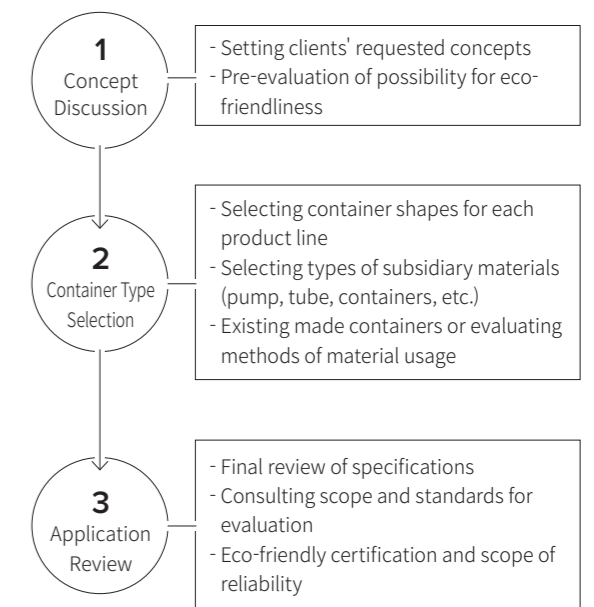 1
Concept
Discussion
- Setting clients' requested concepts
- Pre-evaluation of possibility for eco-
friendliness
2
Container Type
Selection
- Selecting container shapes for each
product line
- Selecting types of subsidiary materials
(pump, tube, containers, etc.)
- Existing made containers or evaluating
methods of material usage
3
Application
Review
- Final review of specifications
- Consulting scope and standards for
evaluation
- Eco-friendly certification and scope of
reliability